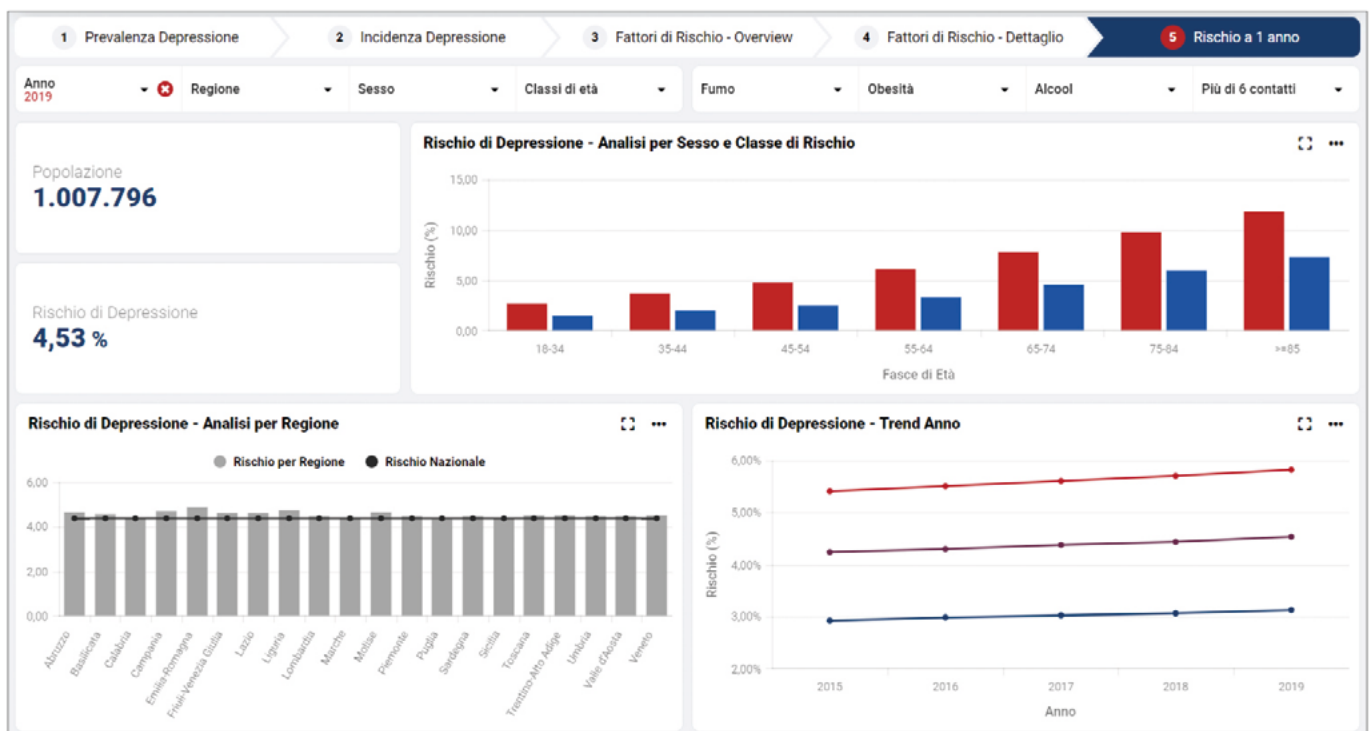 1 Prevalenza Depressione
2 Incidenza Depressione
3 Fattori di Rischio - Overview
4 Fattori di Rischio - Dettaglio
5 Rischio a 1 anno
Anno
2019
Regione
Sesso
Classi di età
Fumo
Obesità
Alcool
Più di 6 contatti
Popolazione
1.007.796
Rischio di Depressione
4,53 %
Rischio di Depressione - Analisi per Sesso e Classe di Rischio
15,00
10,00
5,00
0,00
Rischio (%)
18-34
35-44
45-54
55-64
65-74
75-84
>=85
Fasce di Età
Rischio di Depressione - Analisi per Regione
Rischio per Regione
Rischio Nazionale
6,00
4,00
2,00
0,00
Abruzzo
Basilicata
Calabria
Campania
Emilia-Romagna
Friuli-Venezia Giulia
Lazio
Liguria
Lombardia
Marche
Molise
Piemonte
Puglia
Sardegna
Sicilia
Toscana
Trentino-Alto Adige
Umbria
Valle d'Aosta
Veneto
Rischio di Depressione - Trend Anno
6,00%
5,00%
4,00%
3,00%
2,00%
Rischio (%)
2015
2016
2017
2018
2019
Anno